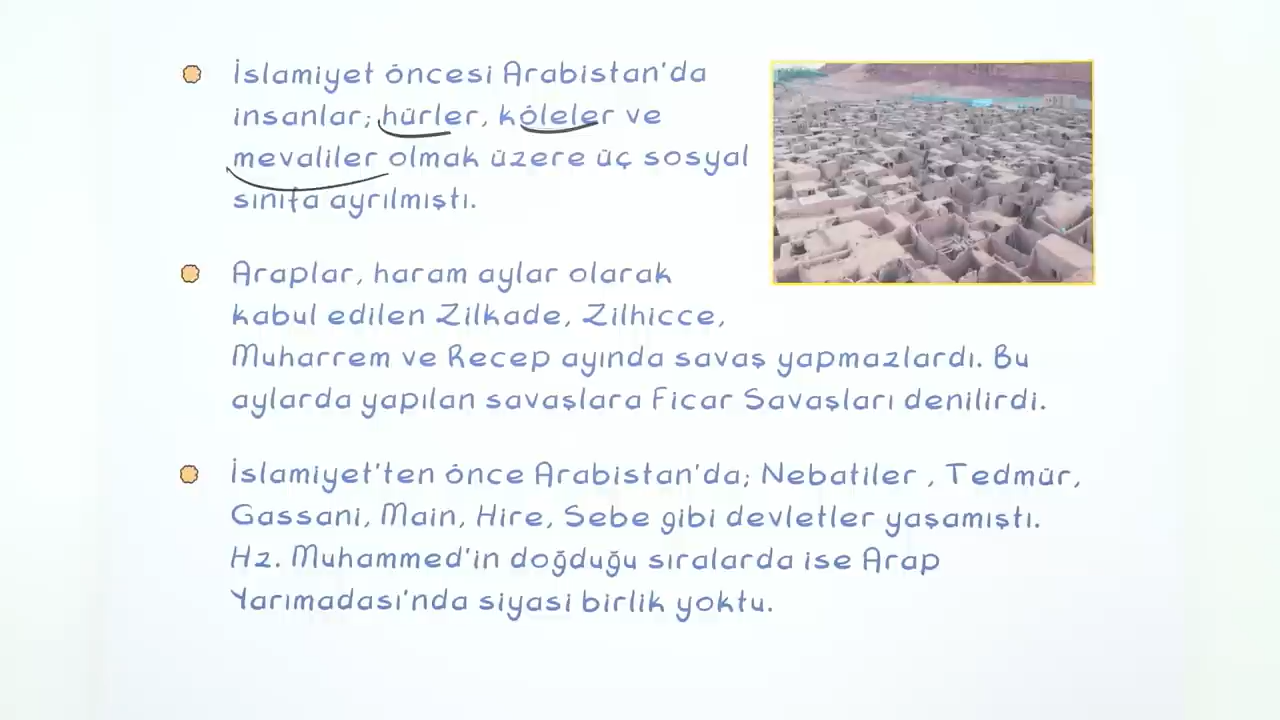 İslamiyet öncesi Arabistan'da
insanlar; hürler, köleler ve
mevaliler olmak üzere üç sosyal
sınıfa ayrılmıştı.
Araplar, haram aylar olarak
kabul edilen Zilkade, Zilhicce,
Muharrem ve Recep ayında savaş yapmazlardı. Bu
aylarda yapılan savaşlara Ficar Savaşları denilirdi.
İslamiyet'ten önce Arabistan'da; Nebatiler , Tedmür,
Gassani, Main, Hire, Sebe gibi devletler yaşamıştı.
Hz. Muhammed'in doğduğu sıralarda ise Arap
Yarımadası'nda siyasi birlik yoktu.